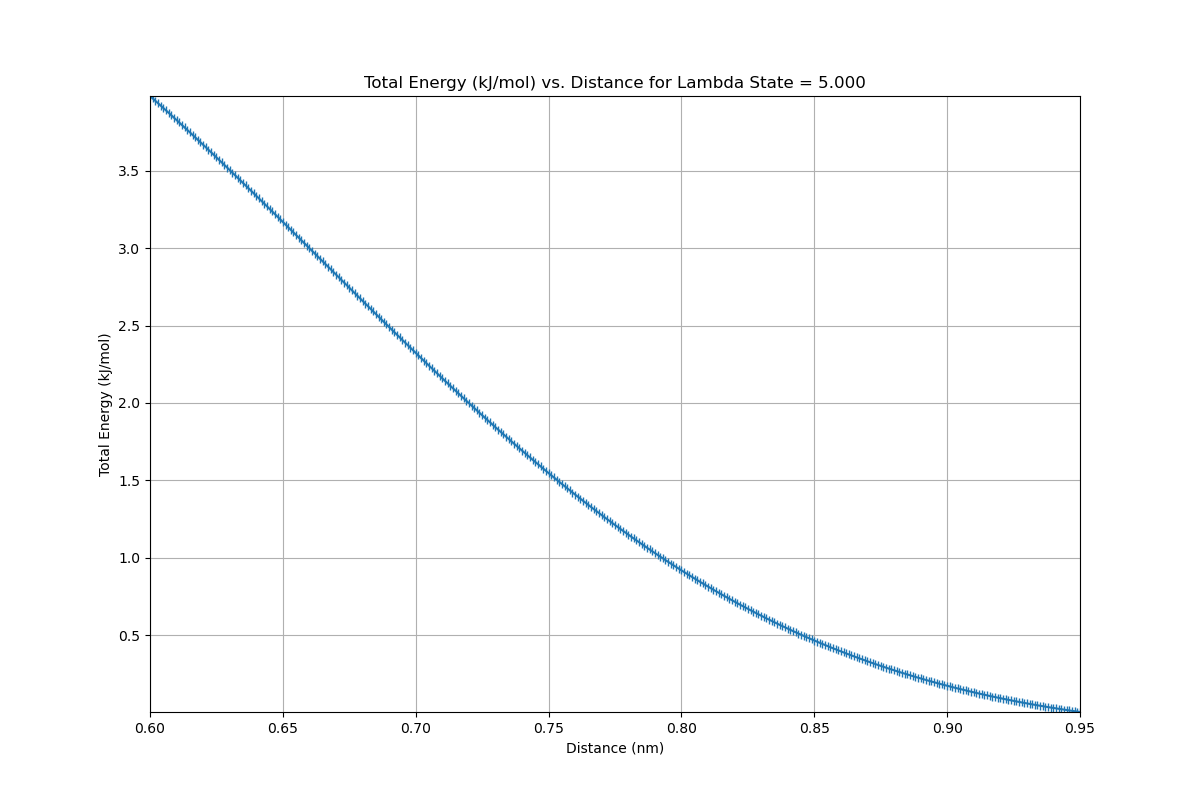 Total Energy (kJ/mol) vs. Distance for Lambda State = 5.000
Total Energy (kJ/mol)
3.5
3.0
2.5
2.0
1.5
1.0
0.5
0.60 0.65 0.70 0.75 0.80 0.85 0.90 0.95
Distance (nm)